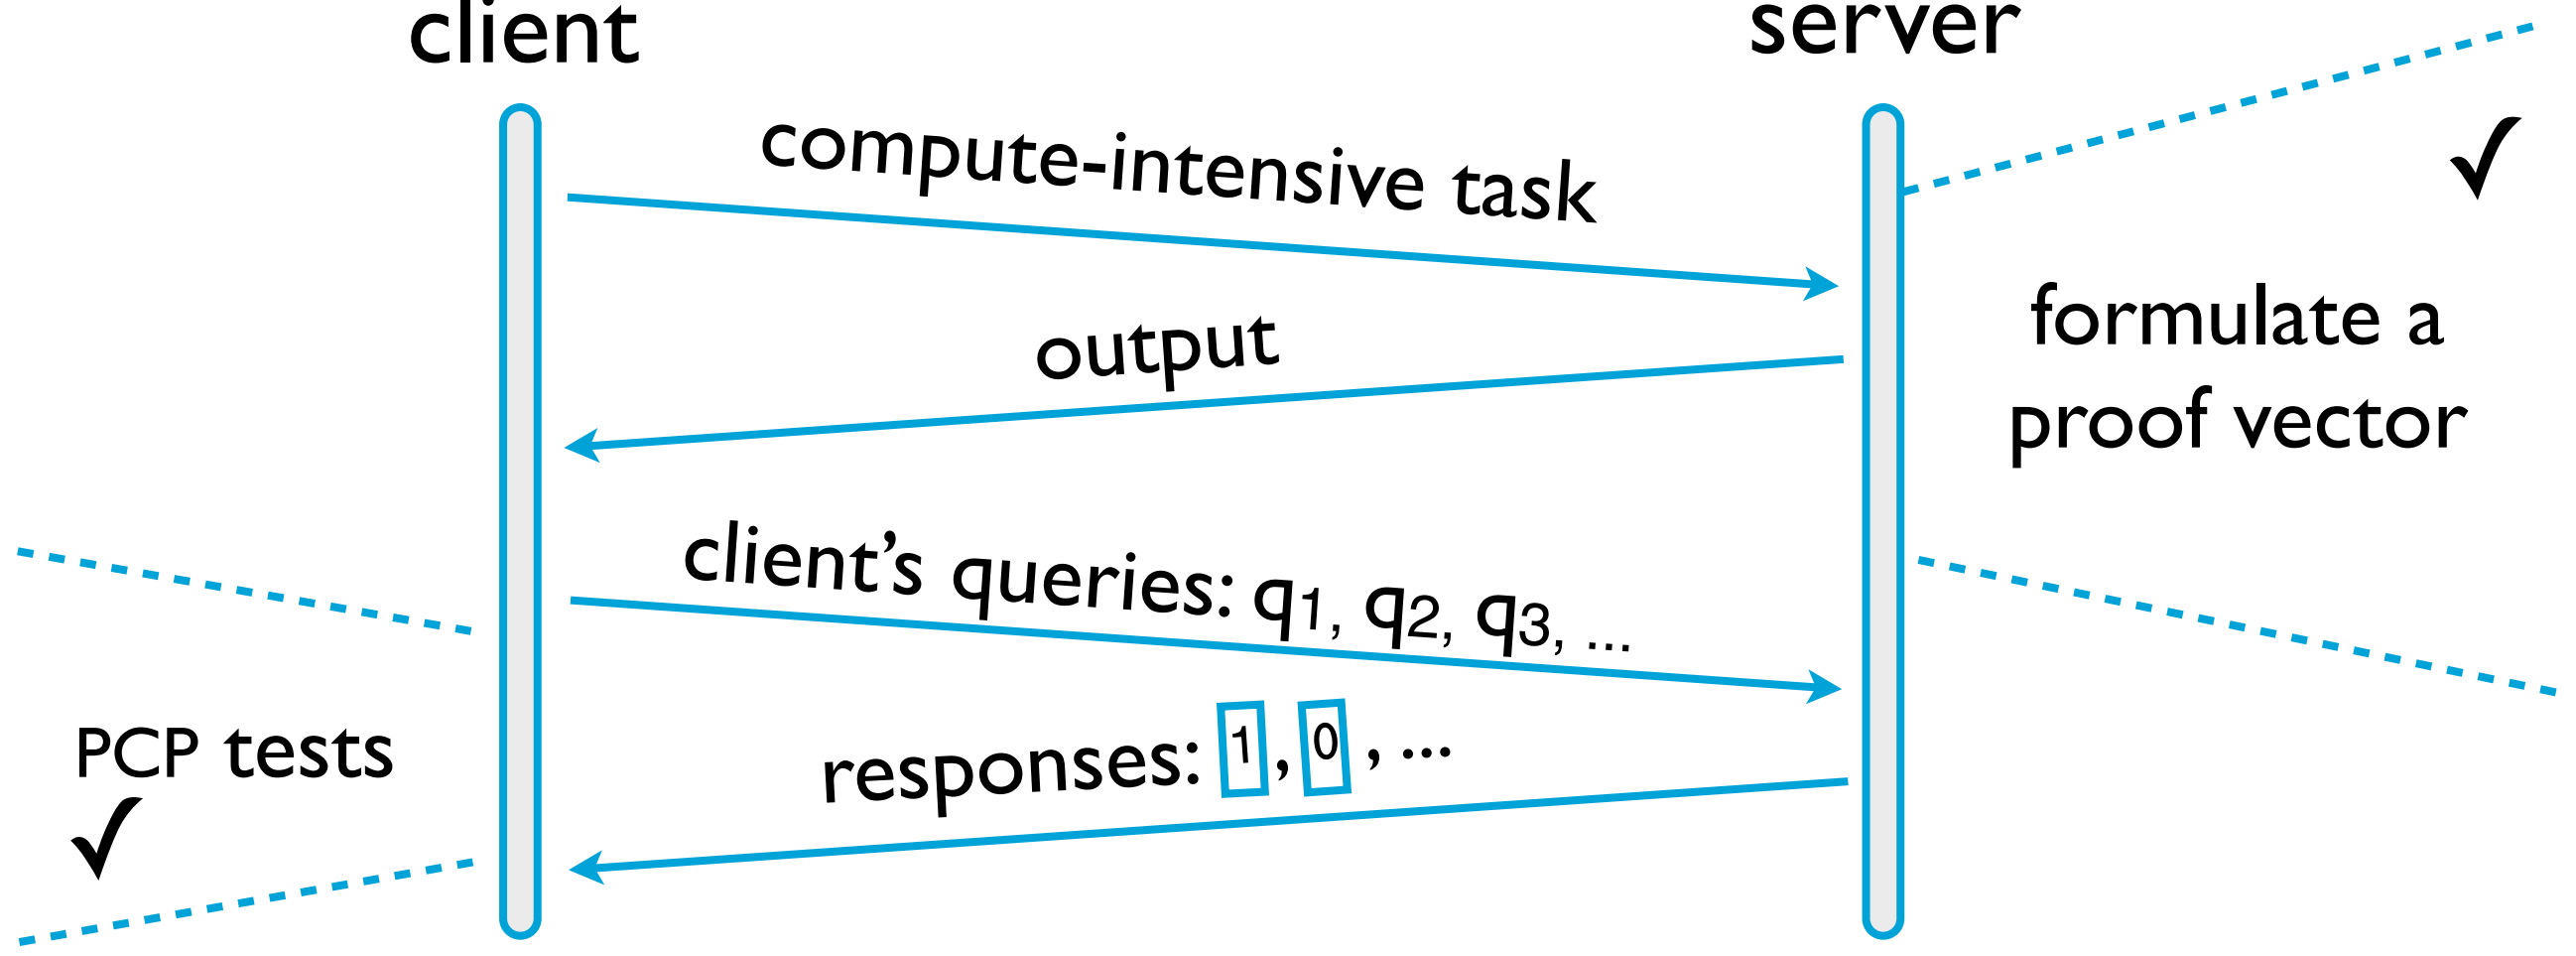 client
server
compute-intensive task
✓
formulate a
proof vector
output
client’s queries: q1, q2, q3, ...
PCP tests
✓
responses: 1, 0, ...